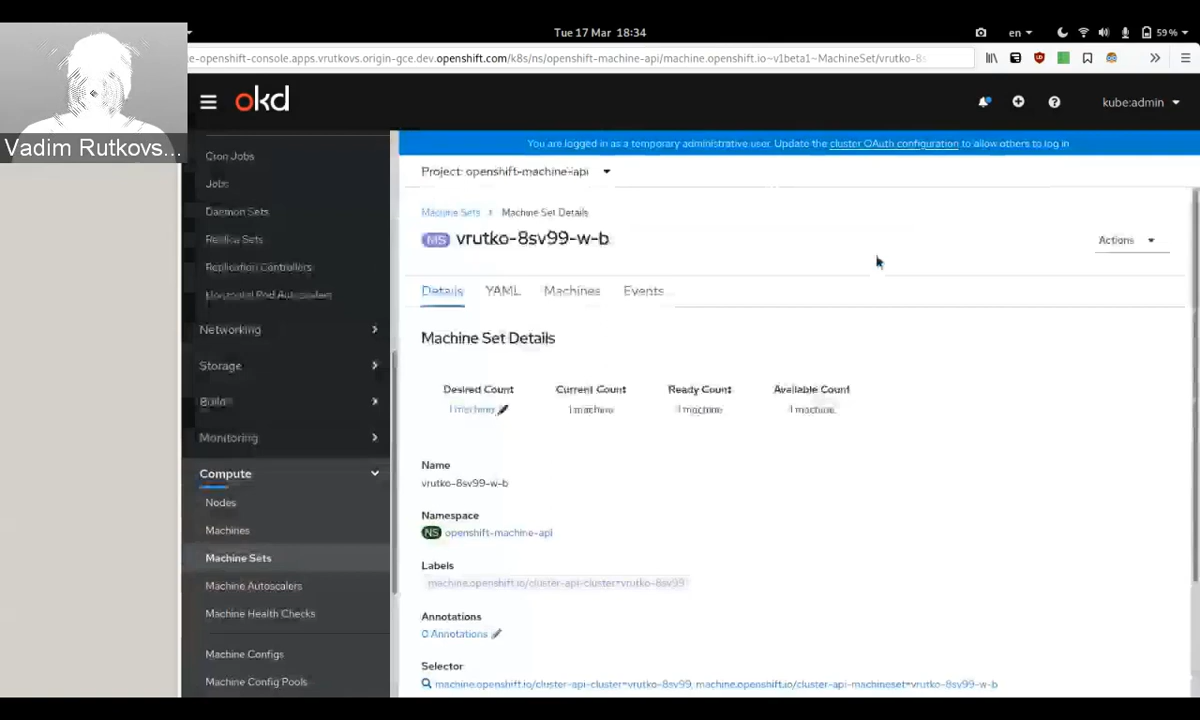 Tue 17 Mar 18:34
en
59 %
e-openshift-console.apps.vrutkovs.origin-gce.dev.openshift.com/k8s/ns/openshift-machine-api/machine.openshift.io~v1beta1~MachineSet/vrutko-8s
Vadim Rutkovs...
okd
kube:admin
You are logged in as a temporary administrative user. Update the cluster OAuth configuration to allow others to log in
Cron Jobs
Jobs
Daemon Sets
Replica Sets
Replication Controllers
Horizontal Pod Autoscalers
Networking
Storage
Build
Monitoring
Compute
Nodes
Machines
Machine Sets
Machine Autoscalers
Machine Health Checks
Machine Configs
Machine Config Pools
Project: openshift-machine-api
Machine Sets > Machine Set Details
MS vrutko-8sv99-w-b
Actions
Details YAML Machines Events
Machine Set Details
Desired Count Current Count Ready Count Available Count
1 machine 1 machine 1 machine 1 machine
Name
vrutko-8sv99-w-b
Namespace
NS openshift-machine-api
Labels
machine.openshift.io/cluster-api-cluster=vrutko-8sv99
Annotations
0 Annotations
Selector
machine.openshift.io/cluster-api-cluster=vrutko-8sv99, machine.openshift.io/cluster-api-machineset=vrutko-8sv99-w-b